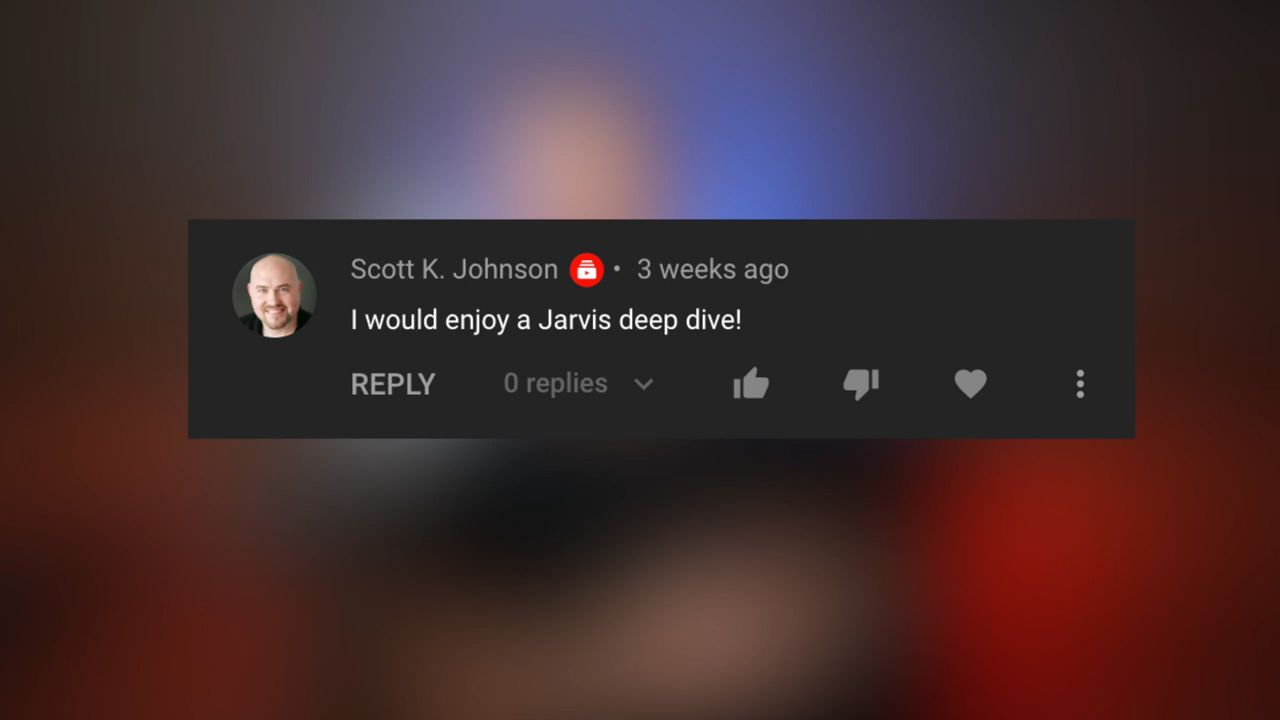 Scott K. Johnson • 3 weeks ago
I would enjoy a Jarvis deep dive!
REPLY 0 replies